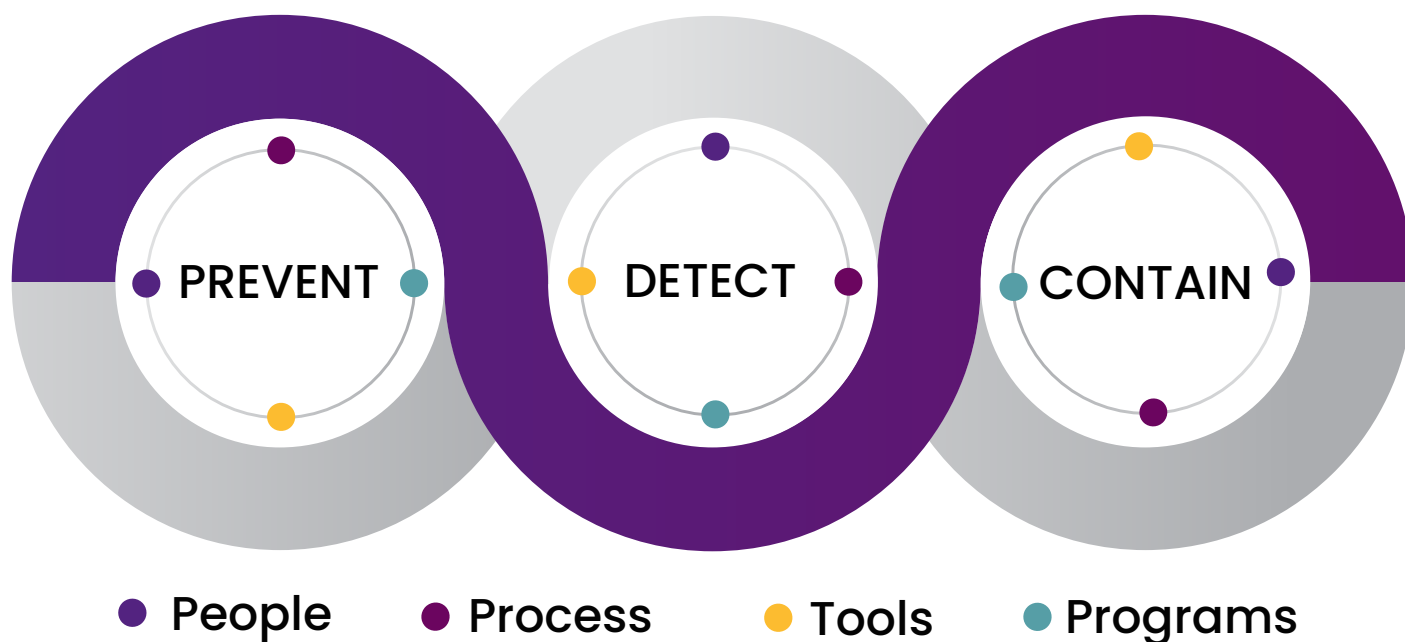 PREVENT
DETECT
CONTAIN
People
Process
Tools
Programs